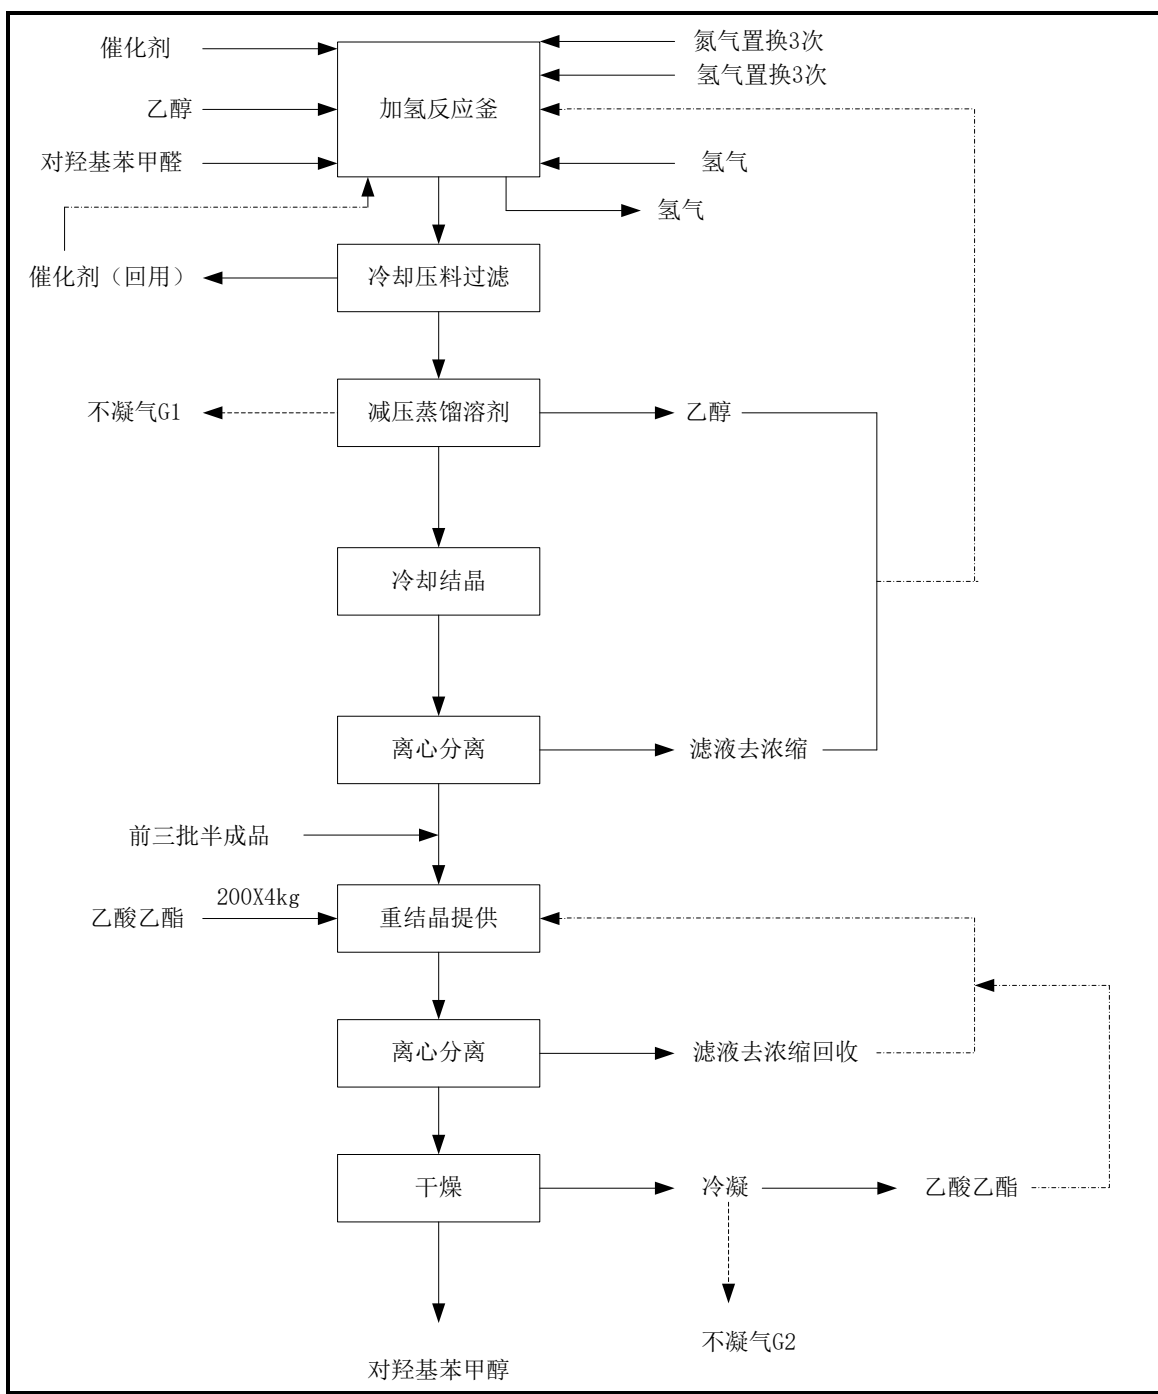 催化剂
氮气置换3次
氢气置换3次
乙醇
加氢反应釜
对羟基苯甲醛
氢气
氢气
催化剂（回用）
冷却压料过滤
不凝气G1
减压蒸馏溶剂
乙醇
冷却结晶
离心分离
滤液去浓缩
前三批半成品
乙酸乙酯
200X4kg
重结晶提供
离心分离
滤液去浓缩回收
干燥
冷凝
乙酸乙酯
不凝气G2
对羟基苯甲醇